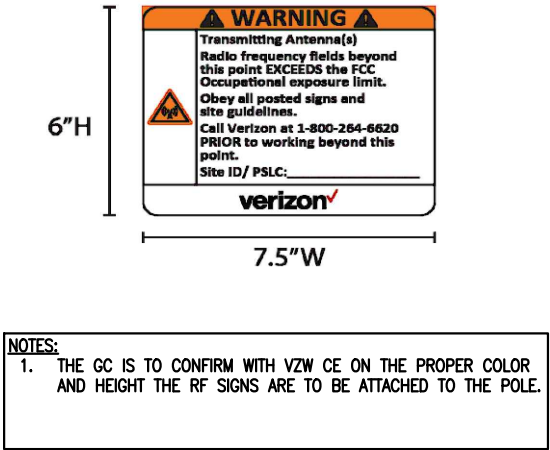 WARNING
Transmitting Antenna(s)
Radio frequency fields beyond
this point EXCEEDS the FCC
Occupational exposure limit.
Obey all posted signs and
site guidelines.
Call Verizon at 1-800-264-6620
PRIOR to working beyond this
point.
Site ID/ PSLC:____________________
verizon
6"H
7.5"W
NOTES:
1. THE GC IS TO CONFIRM WITH VZW CE ON THE PROPER COLOR
AND HEIGHT THE RF SIGNS ARE TO BE ATTACHED TO THE POLE.